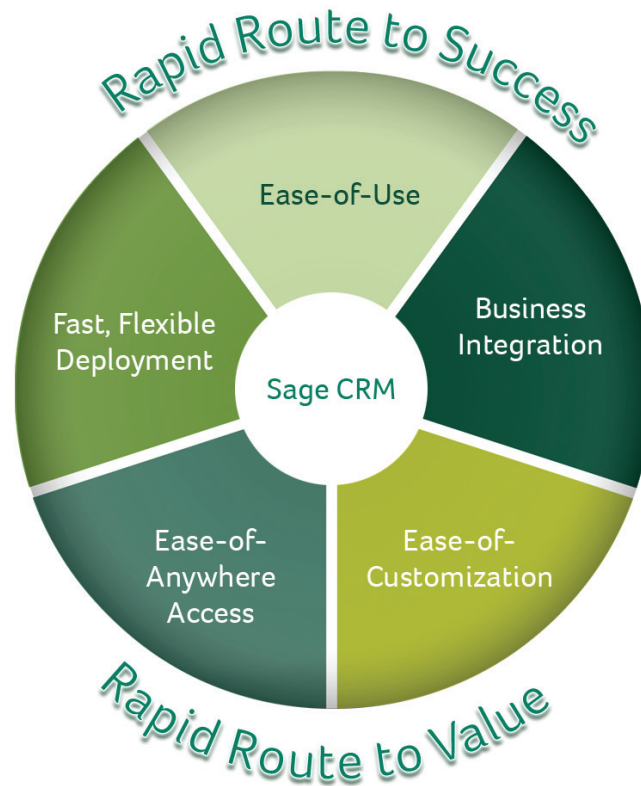 Rapid Route to Success
Ease-of-Use
Business
Integration
Fast, Flexible
Deployment
Sage CRM
Ease-of-
Anywhere
Access
Ease-of-
Customization
Rapid Route to Value